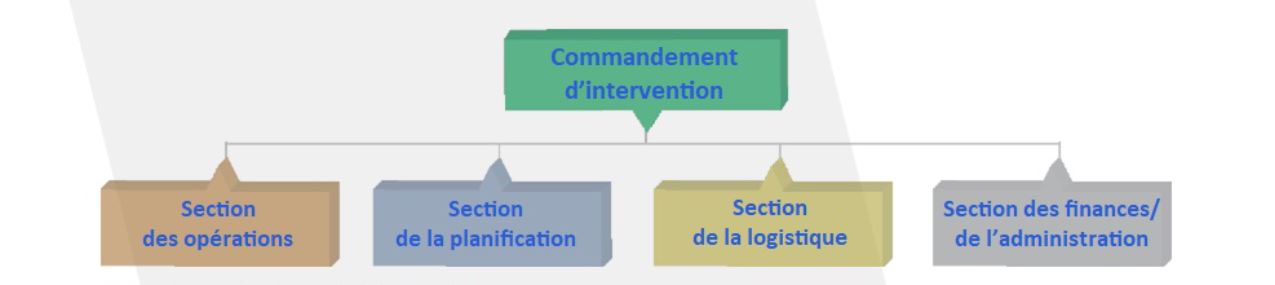 Commandement
d’intervention
Section
des opérations
Section
de la planification
Section
de la logistique
Section des finances/
de l’administration